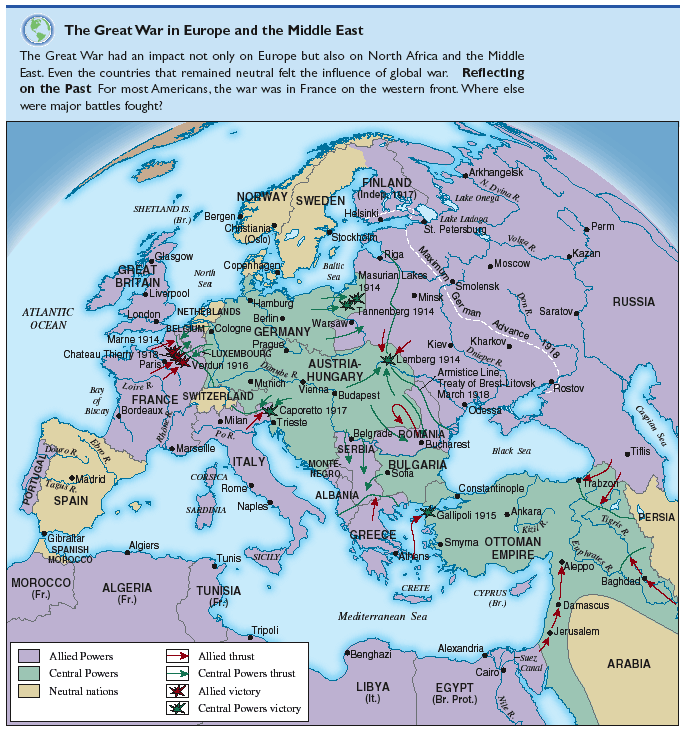 The Great War in Europe and the Middle East
The Great War had an impact not only on Europe but also on North Africa and the Middle
East. Even the countries that remained neutral felt the influence of global war. Reflecting
on the Past For most Americans, the war was in France on the western front. Where else
were major battles fought?
Arkhangelsk
N. Dvina R.
FINLAND
(Indep. 1917)
NORWAY
SWEDEN
Lake Onega
SHETLAND IS.
(Br.)
Bergen
Helsinki
Lake Ladoga
St. Petersburg
Christiania
(Oslo)
Stockholm
Volga R.
Perm
Kazan
Glasgow
GREAT
BRITAIN
North
Sea
Copenhagen
Baltic
Sea
Riga
Moscow
Masurian Lakes
1914
Smolensk
Maximum German Advance 1918
Liverpool
Hamburg
Minsk
Don R.
RUSSIA
ATLANTIC
OCEAN
London
NETHERLANDS
Berlin
Tannenberg 1914
Saratov
BELGIUM
Cologne
GERMANY
Warsaw
Marne 1914
Prague
Kiev
Kharkov
Chateau Thierry 1918
LUXEMBOURG
Dnieper R.
Paris
Verdun 1916
AUSTRIA-
HUNGARY
Lemberg 1914
Danube R.
Armistice Line,
Treaty of Brest-Litovsk
March 1918
Loire R.
Munich
Vienna
Rostov
Bay
of
Biscay
FRANCE
SWITZERLAND
Budapest
Bordeaux
Caporetto 1917
Odessa
Caspian Sea
Rhône R.
Milan
Trieste
Po R.
Belgrade
ROMANIA
Bucharest
Douro R.
Ebro R.
Marseille
SERBIA
Black Sea
Tiflis
PORTUGAL
ITALY
MONTE-
NEGRO
BULGARIA
Sofia
Madrid
Tagus R.
CORSICA
Rome
Constantinople
Trabzon
SPAIN
ALBANIA
SARDINIA
Naples
Gallipoli 1915
Ankara
Tigris R.
PERSIA
Kizil R.
GREECE
Gibraltar
Smyrna
OTTOMAN
EMPIRE
SPANISH
MOROCCO
Algiers
Athens
Euphrates R.
SICILY
Tunis
Aleppo
Baghdad
MOROCCO
(Fr.)
ALGERIA
(Fr.)
TUNISIA
(Fr.)
CRETE
CYPRUS
(Br.)
Damascus
Mediterranean Sea
Tripoli
Jerusalem
Benghazi
Alexandria
Suez
Canal
Cairo
ARABIA
LIBYA
(It.)
EGYPT
(Br. Prot.)
Nile R.
Allied Powers
Allied thrust
Central Powers
Central Powers thrust
Neutral nations
Allied victory
Central Powers victory